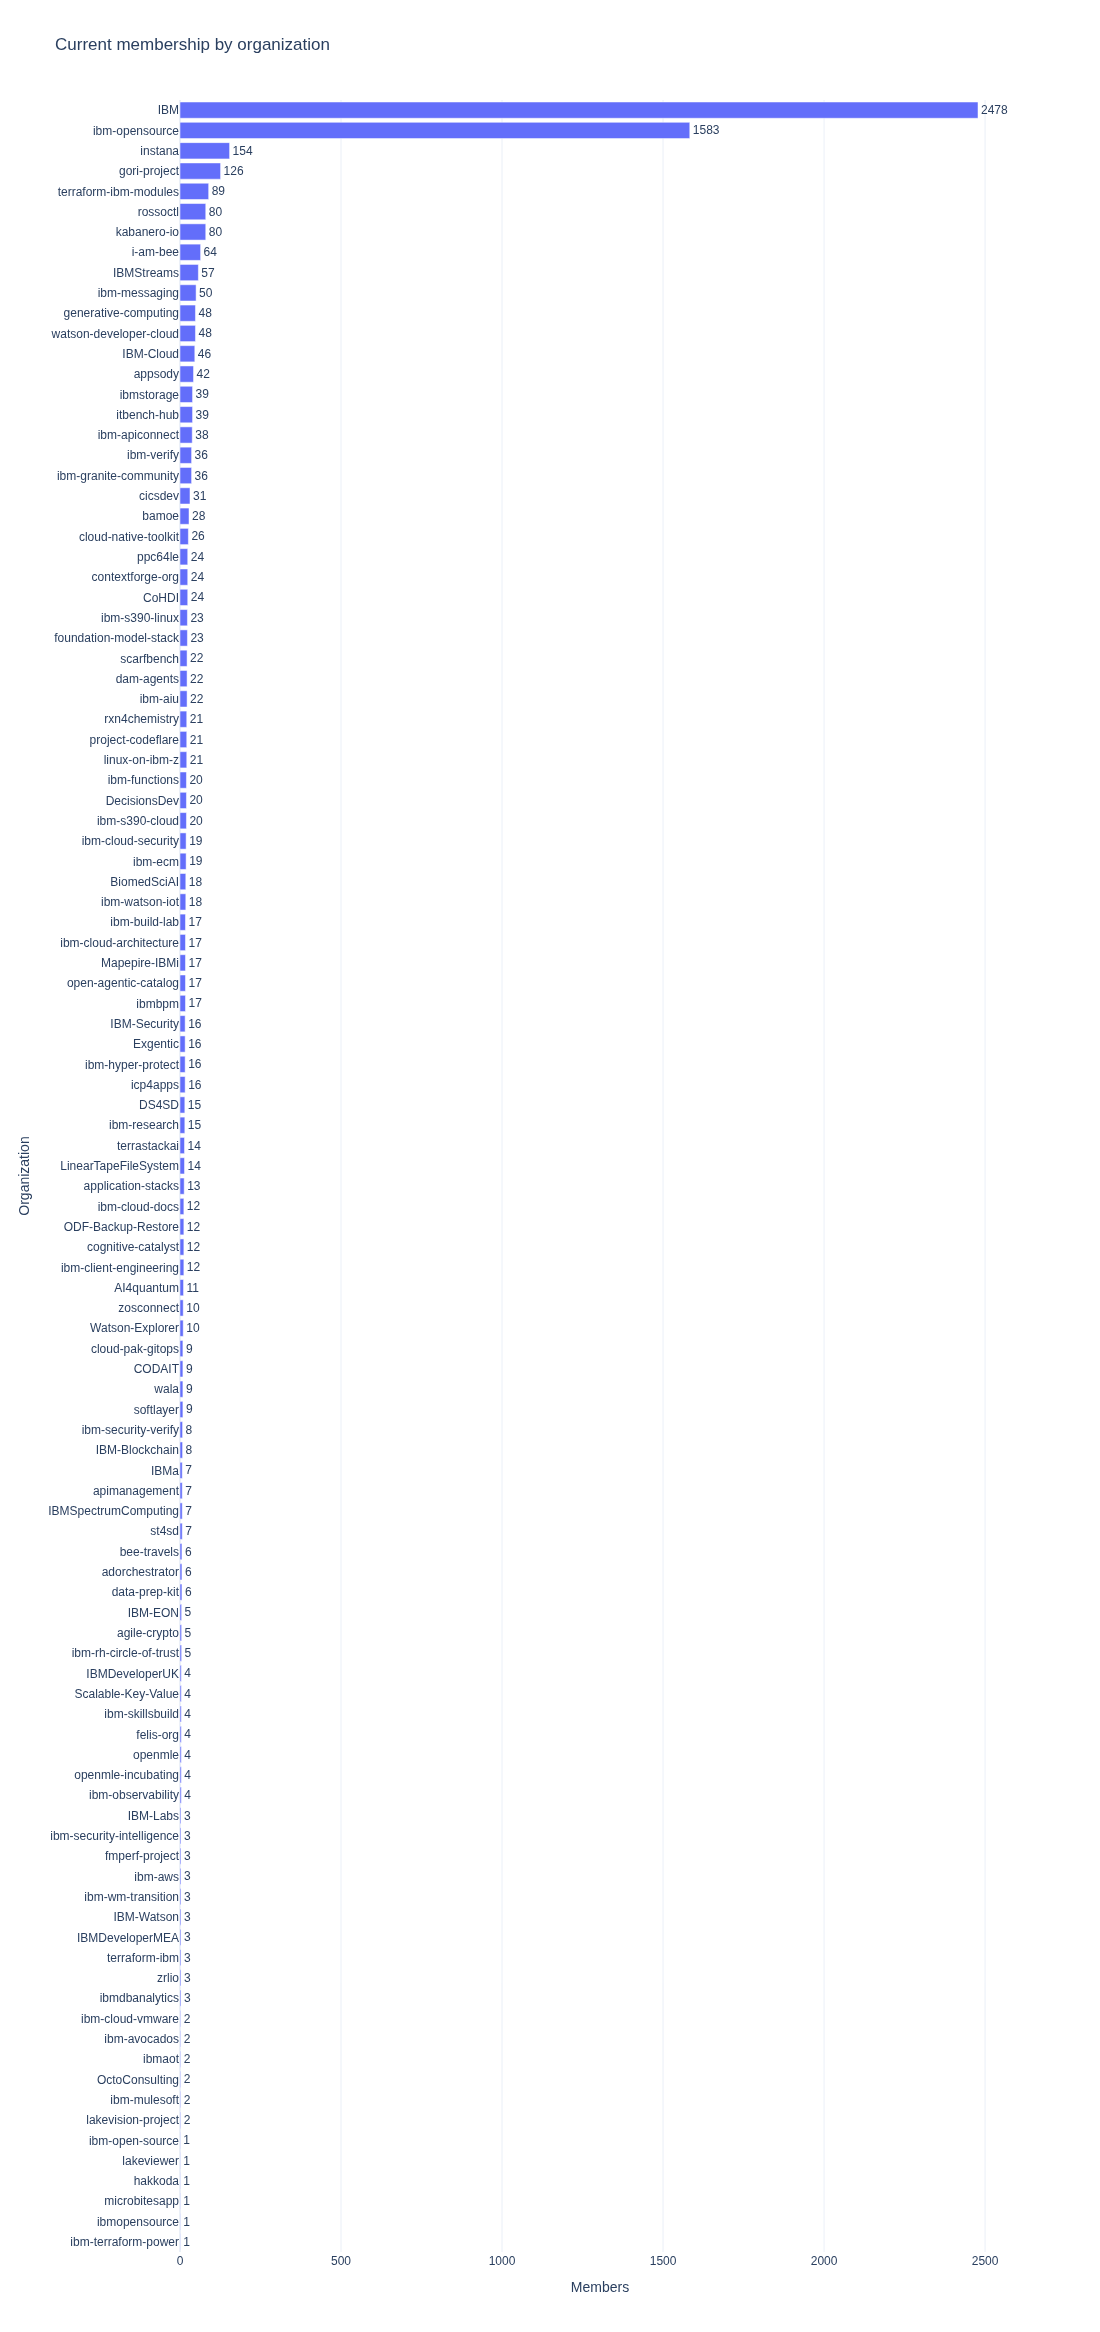 Current membership by organization
IBM 2478
ibm-opensource 1583
instana 154
gori-project 126
terraform-ibm-modules 89
rossoctl 80
kabanero-io 80
i-am-bee 64
IBMStreams 57
ibm-messaging 50
generative-computing 48
watson-developer-cloud 48
IBM-Cloud 46
appsody 42
ibmstorage 39
itbench-hub 39
ibm-apiconnect 38
ibm-verify 36
ibm-granite-community 36
cicsdev 31
bamoe 28
cloud-native-toolkit 26
ppc64le 24
contextforge-org 24
CoHDI 24
ibm-s390-linux 23
foundation-model-stack 23
scarfbench 22
dam-agents 22
ibm-aiu 22
rxn4chemistry 21
project-codeflare 21
linux-on-ibm-z 21
ibm-functions 20
DecisionsDev 20
ibm-s390-cloud 20
ibm-cloud-security 19
ibm-ecm 19
BiomedSciAI 18
ibm-watson-iot 18
ibm-build-lab 17
ibm-cloud-architecture 17
Mapepire-IBMi 17
open-agentic-catalog 17
ibmbpm 17
IBM-Security 16
Exgentic 16
ibm-hyper-protect 16
icp4apps 16
DS4SD 15
ibm-research 15
terrastackai 14
LinearTapeFileSystem 14
application-stacks 13
ibm-cloud-docs 12
ODF-Backup-Restore 12
cognitive-catalyst 12
ibm-client-engineering 12
AI4quantum 11
zosconnect 10
Watson-Explorer 10
cloud-pak-gitops 9
CODAIT 9
wala 9
softlayer 9
ibm-security-verify 8
IBM-Blockchain 8
IBMa 7
apimanagement 7
IBMSpectrumComputing 7
st4sd 7
bee-travels 6
adorchestrator 6
data-prep-kit 6
IBM-EON 5
agile-crypto 5
ibm-rh-circle-of-trust 5
IBMDeveloperUK 4
Scalable-Key-Value 4
ibm-skillsbuild 4
felis-org 4
openmle 4
openmle-incubating 4
ibm-observability 4
IBM-Labs 3
ibm-security-intelligence 3
fmperf-project 3
ibm-aws 3
ibm-wm-transition 3
IBM-Watson 3
IBMDeveloperMEA 3
terraform-ibm 3
zrlio 3
ibmdbanalytics 3
ibm-cloud-vmware 2
ibm-avocados 2
ibmaot 2
OctoConsulting 2
ibm-mulesoft 2
lakevision-project 2
ibm-open-source 1
lakeviewer 1
hakkoda 1
microbitesapp 1
ibmopensource 1
ibm-terraform-power 1
0 500 1000 1500 2000 2500
Members
Organization